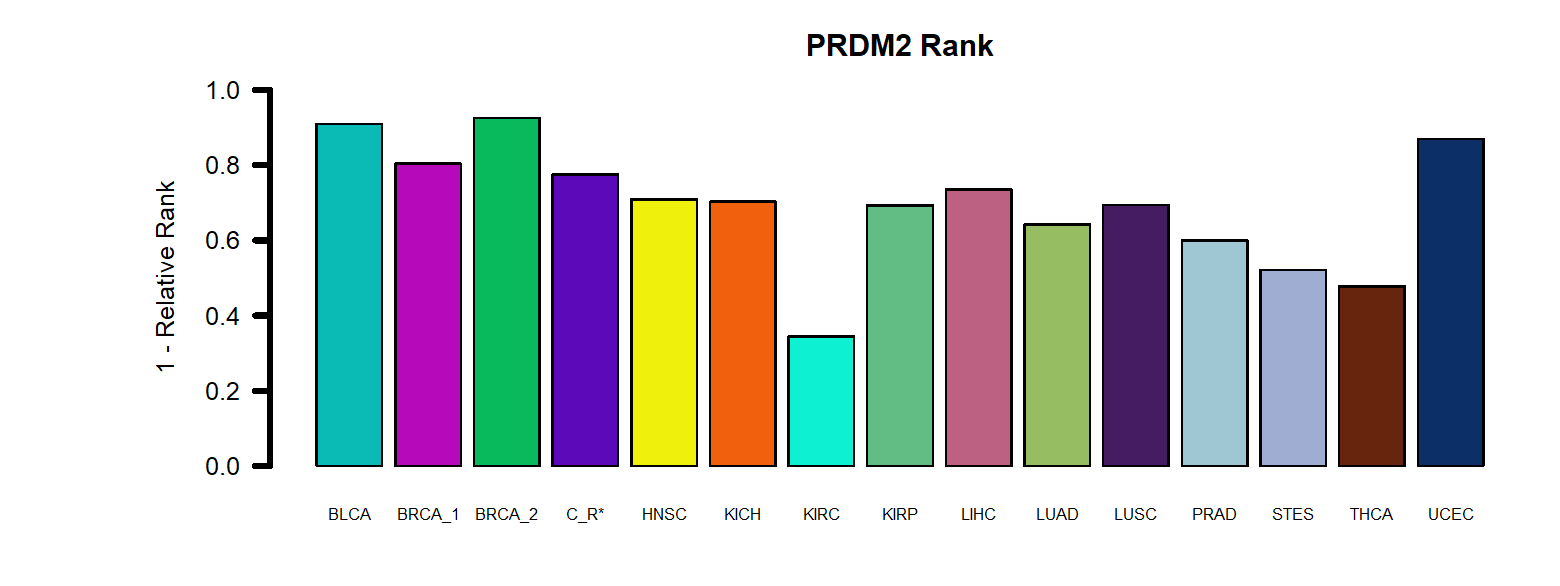 PRDM2 Rank
1 - Relative Rank
1.0
0.8
0.6
0.4
0.2
0.0
BLCA BRCA_1 BRCA_2 C_R* HNSC KICH KIRC KIRP LIHC LUAD LUSC PRAD STES THCA UCEC